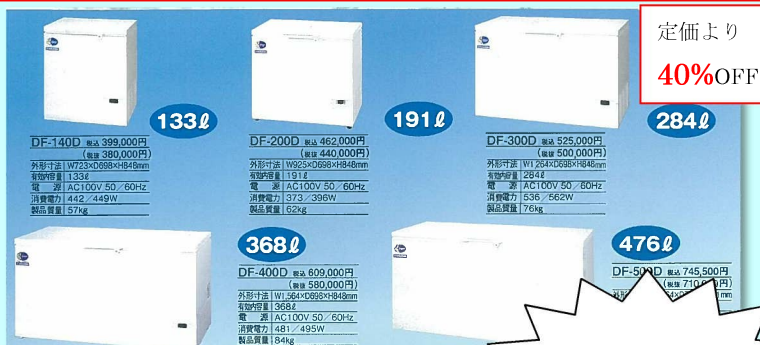 定価より
40%OFF
133ℓ
DF-140D 税込 399,000円
(税抜 380,000円)
外形寸法 W723×D698×H848mm
有効内容量 133ℓ
電 源 AC100V 50／60Hz
消費電力 442／449W
製品質量 57kg
191ℓ
DF-200D 税込 462,000円
(税抜 440,000円)
外形寸法 W925×D698×H848mm
有効内容量 191ℓ
電 源 AC100V 50／60Hz
消費電力 373／396W
製品質量 62kg
284ℓ
DF-300D 税込 525,000円
(税抜 500,000円)
外形寸法 W1,264×D698×H848mm
有効内容量 284ℓ
電 源 AC100V 50／60Hz
消費電力 536／562W
製品質量 76kg
368ℓ
DF-400D 税込 609,000円
(税抜 580,000円)
外形寸法 W1,564×D698×H848mm
有効内容量 368ℓ
電 源 AC100V 50／60Hz
消費電力 481／495W
製品質量 84kg
476ℓ
税込 745,500円
(税抜